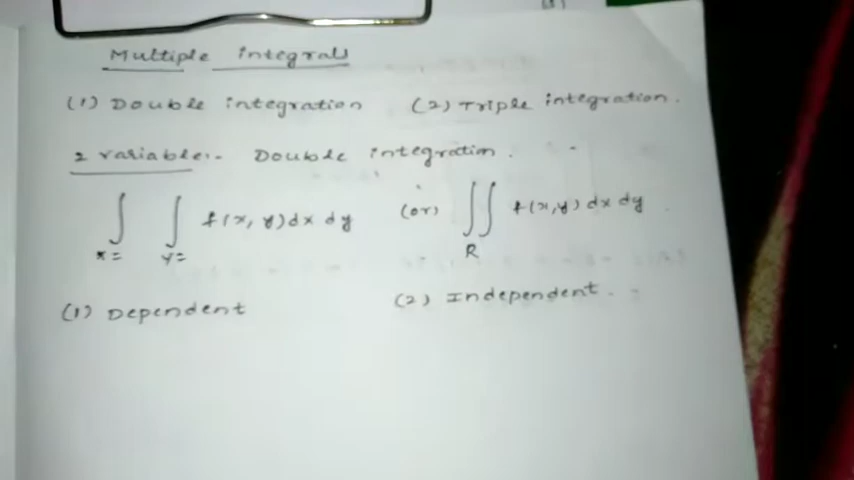 Multiple integrals
(1) Double integration (2) Triple integration.
2 variable:- Double integration.
∫ ∫ f(x, y) dx dy (or) ∬ f(x,y) dx dy
x= y= R
(1) Dependent (2) Independent.